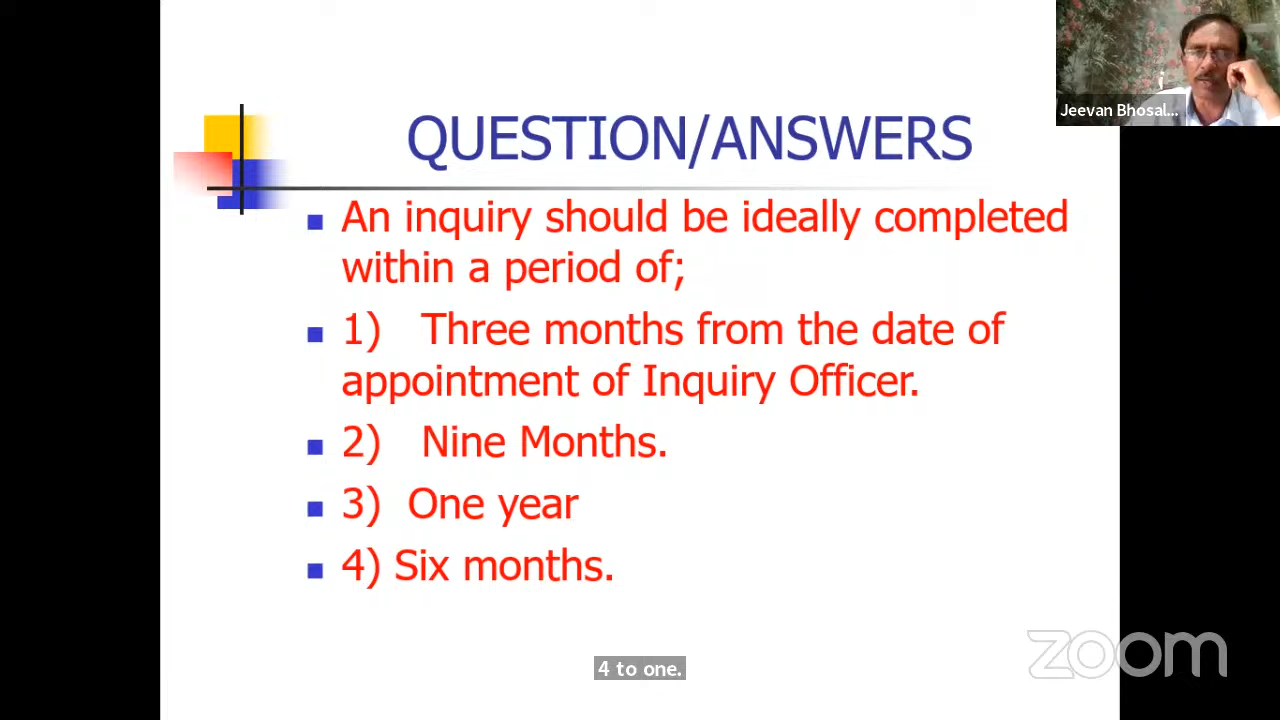 Jeevan Bhosal...
QUESTION/ANSWERS
An inquiry should be ideally completed
within a period of;
1) Three months from the date of
appointment of Inquiry Officer.
2) Nine Months.
3) One year
4) Six months.
4 to one.
zoom